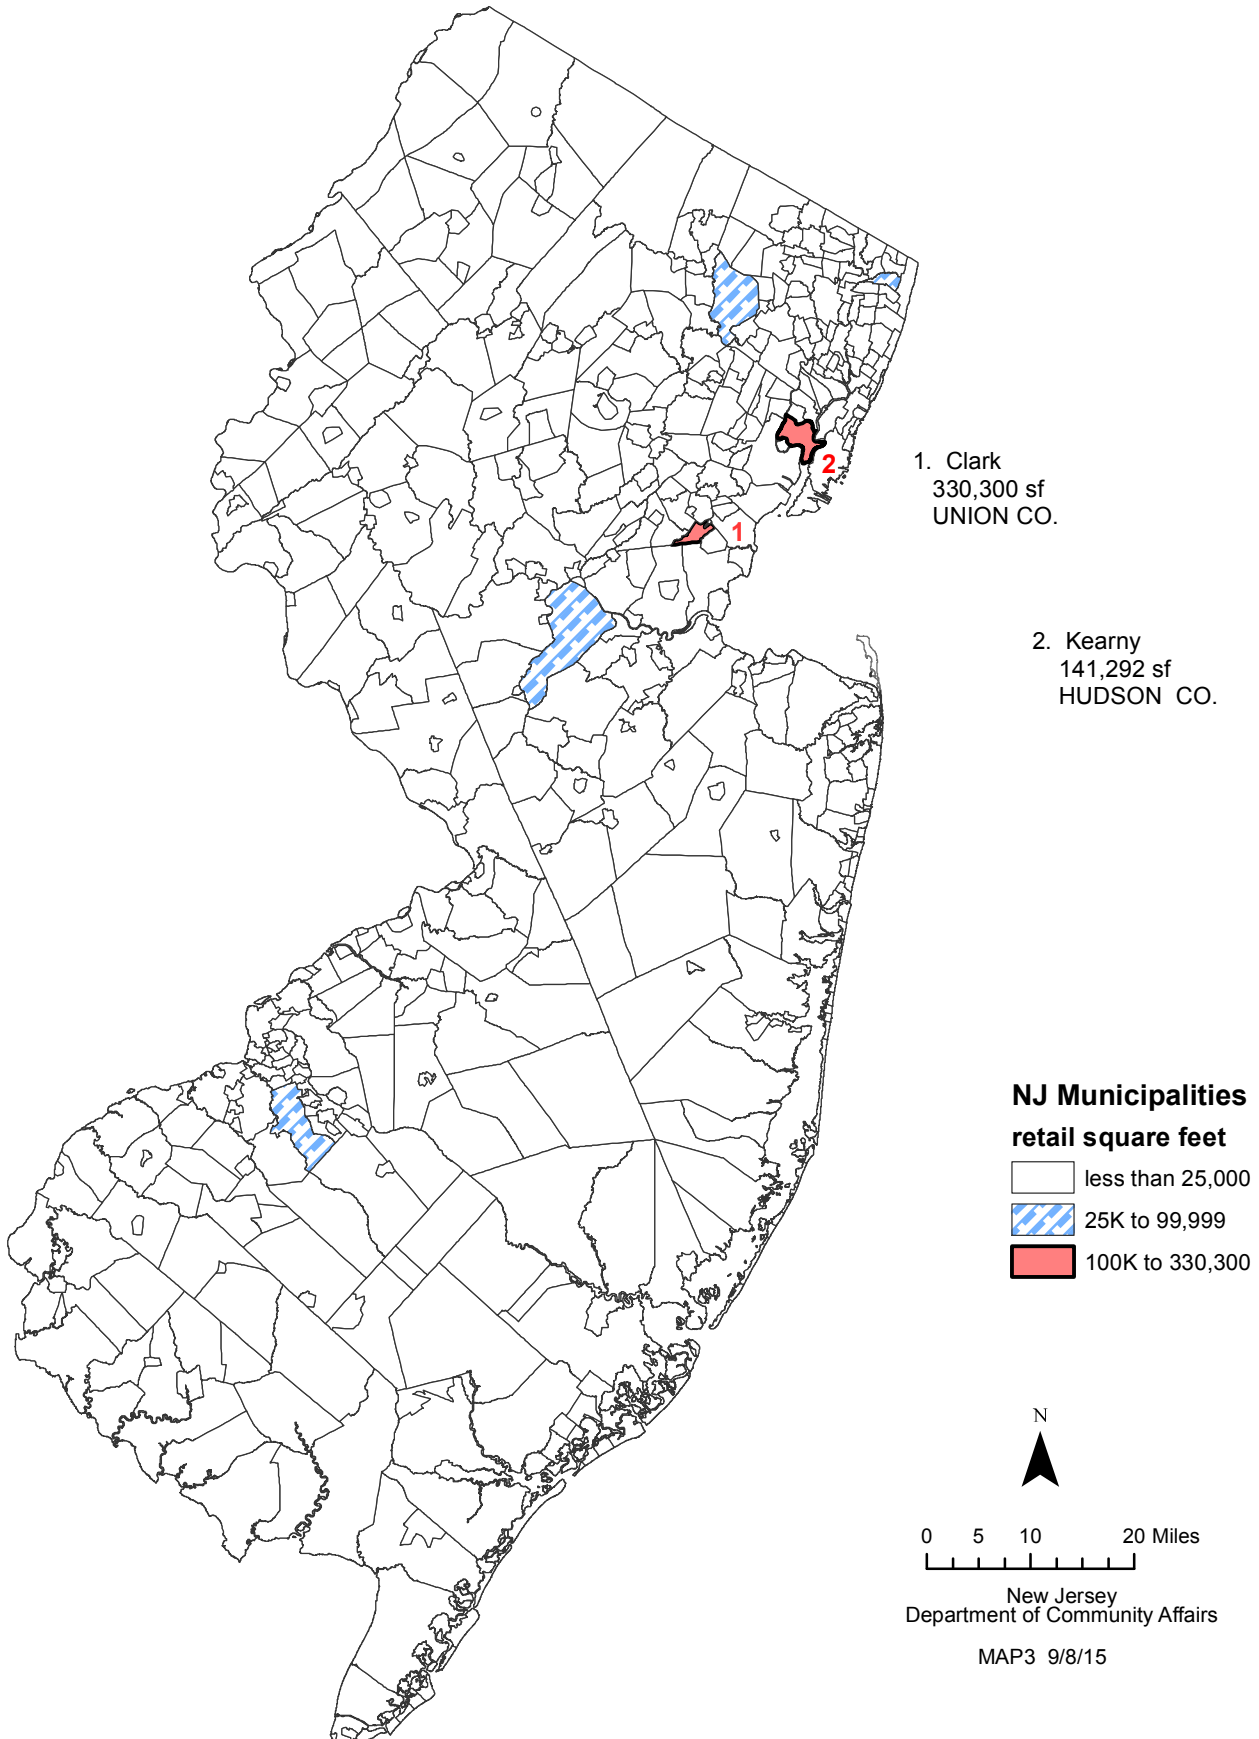 2
1
1. Clark
330,300 sf
UNION CO.
2. Kearny
141,292 sf
HUDSON CO.
NJ Municipalities
retail square feet
less than 25,000
25K to 99,999
100K to 330,300
N
0 5 10 20 Miles
New Jersey
Department of Community Affairs
MAP3 9/8/15